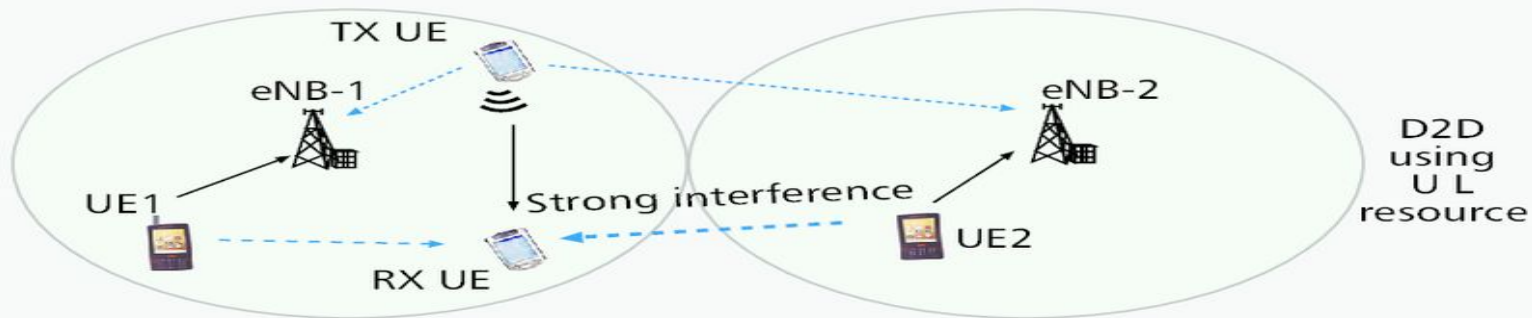 TX UE
eNB-1
eNB-2
D2D
using
U L
resource
UE1
Strong interference
UE2
RX UE